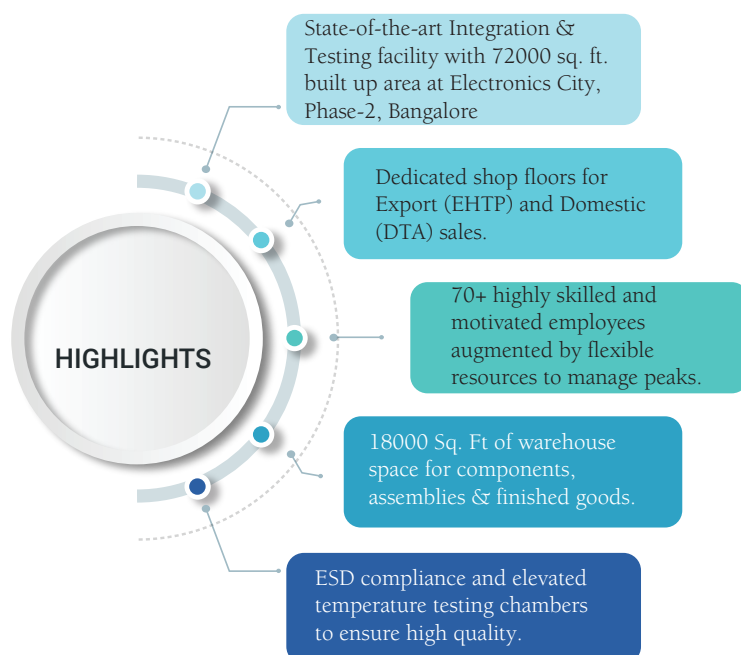 State-of-the-art Integration &
Testing facility with 72000 sq. ft.
built up area at Electronics City,
Phase-2, Bangalore
Dedicated shop floors for
Export (EHTP) and Domestic
(DTA) sales.
HIGHLIGHTS
70+ highly skilled and
motivated employees
augmented by flexible
resources to manage peaks.
18000 Sq. Ft of warehouse
space for components,
assemblies & finished goods.
ESD compliance and elevated
temperature testing chambers
to ensure high quality.